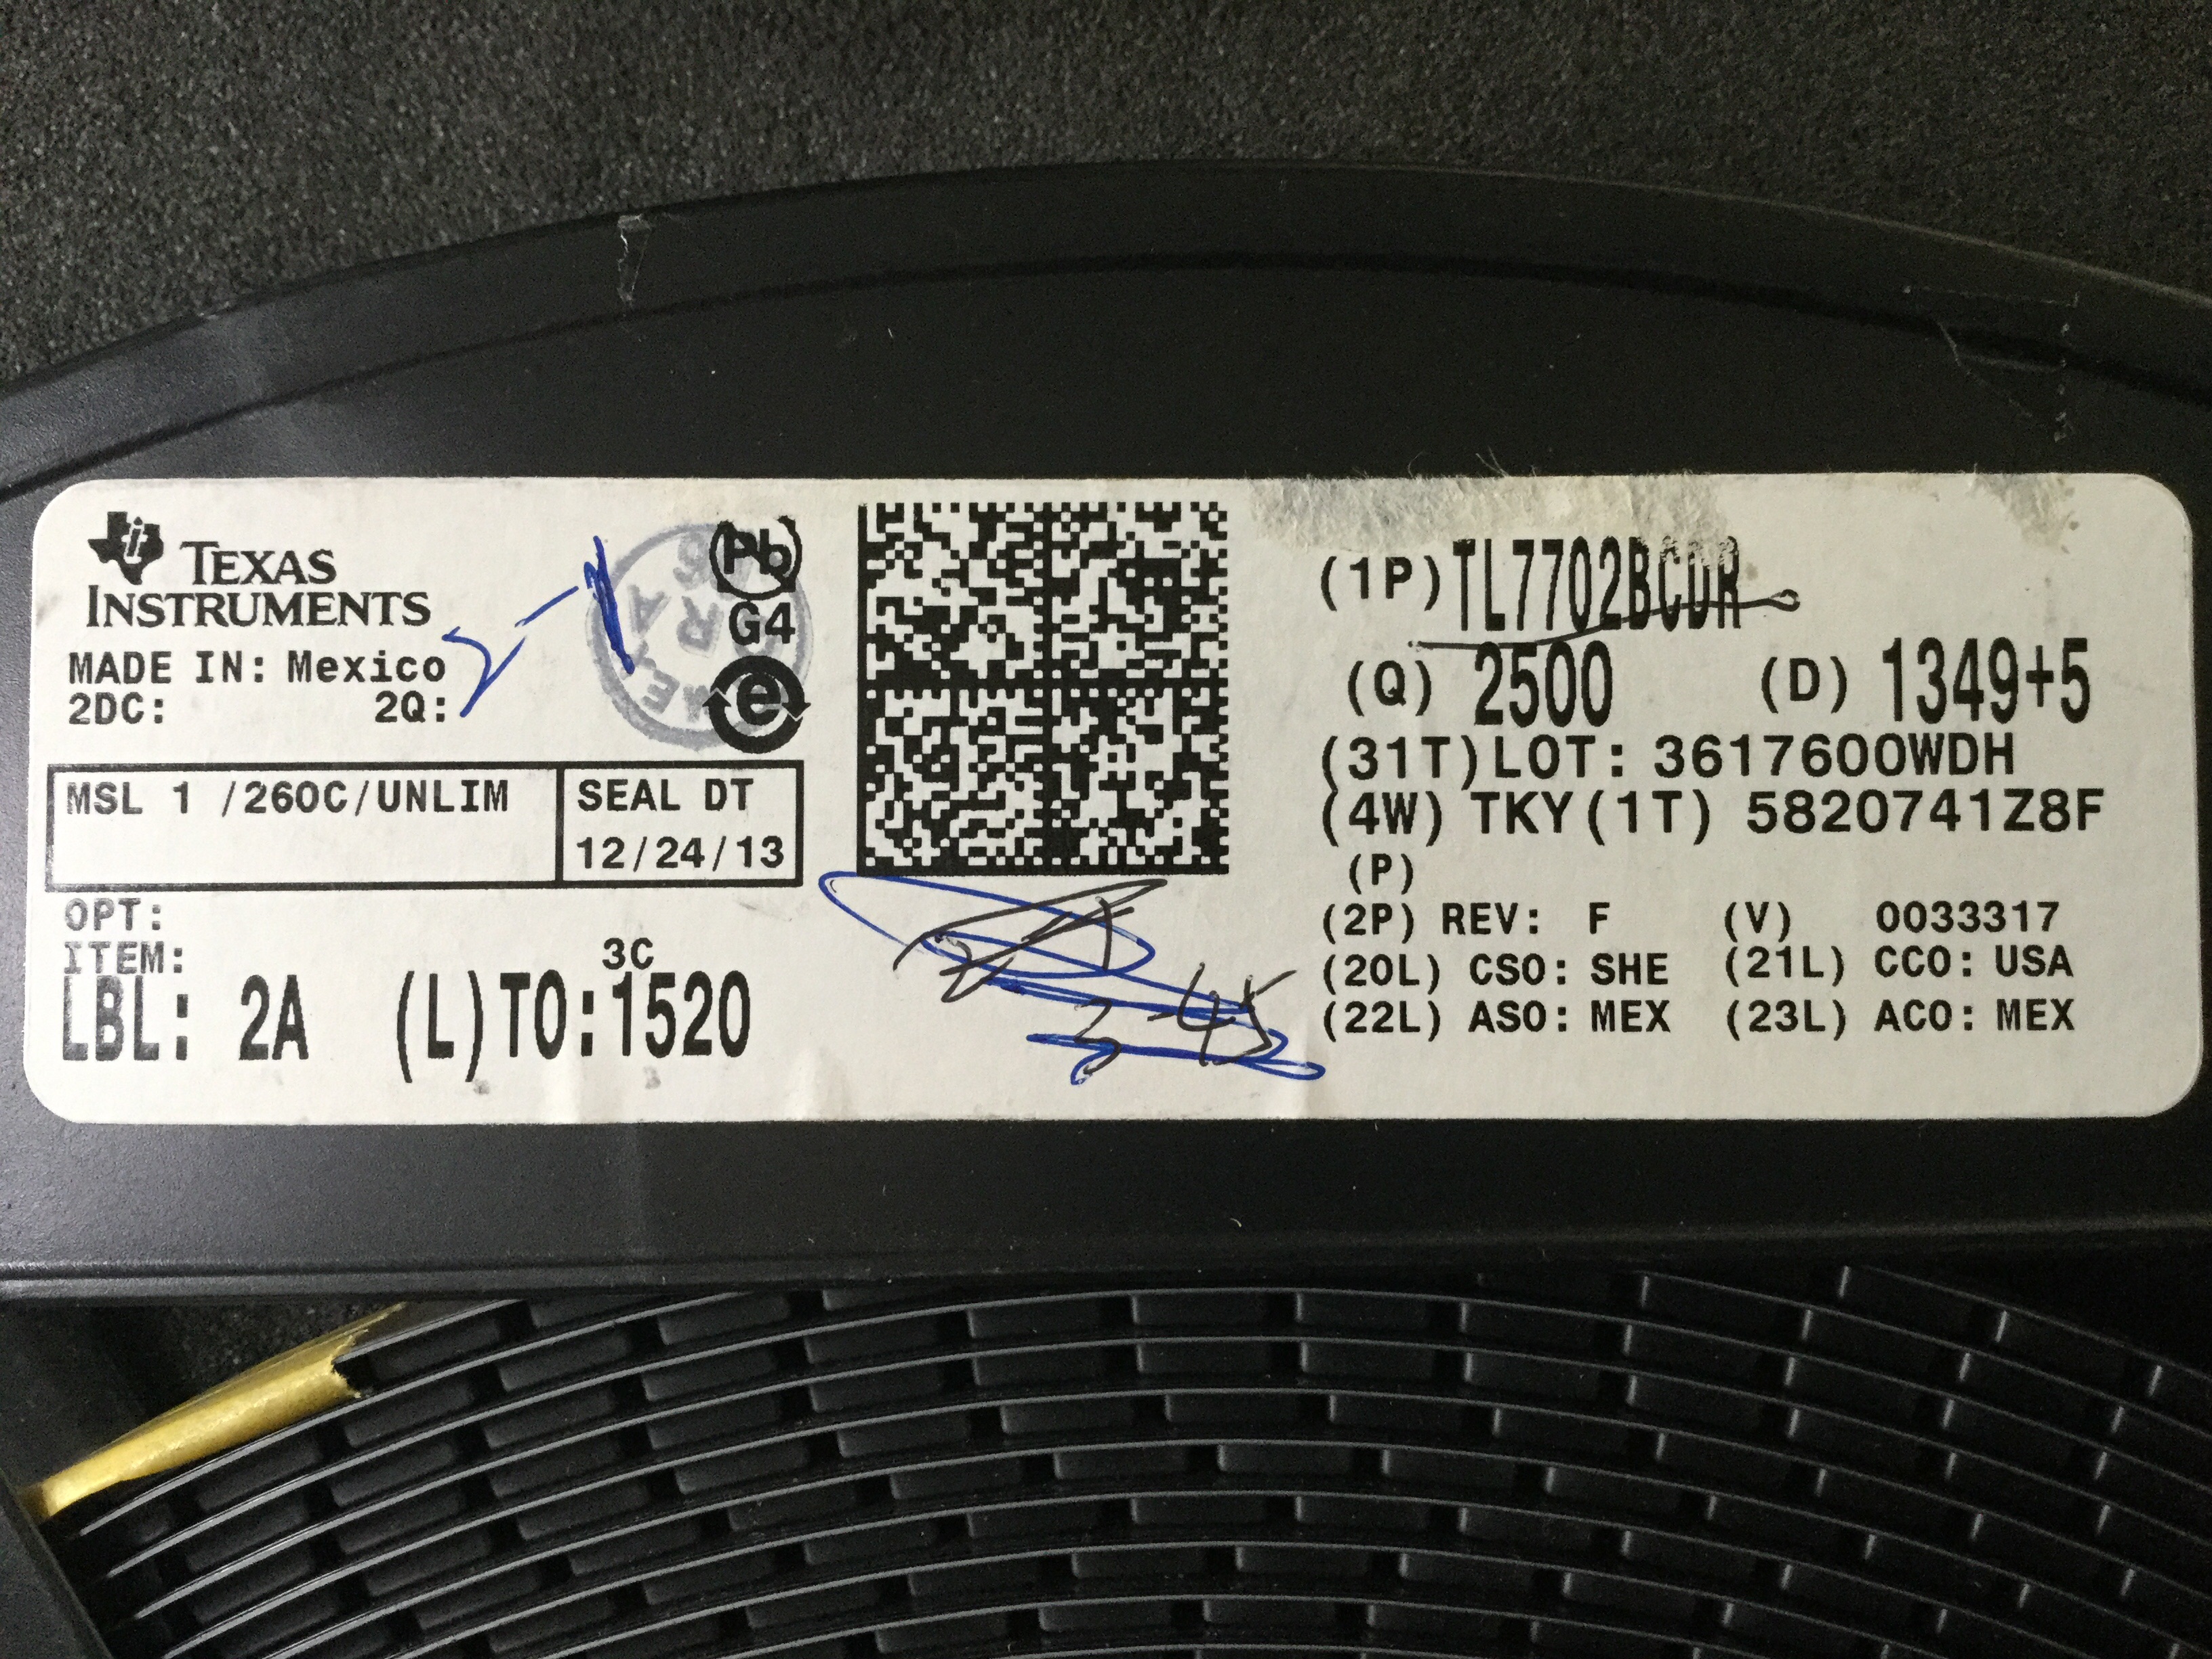 TEXAS
INSTRUMENTS
MADE IN: Mexico
2DC: 2Q:
Pb
G4
e
MSL 1 /260C/UNLIM
SEAL DT
12/24/13
OPT:
ITEM:
3C
LBL: 2A (L)TO:1520
3-45
(1P)TL7702BCDR
(Q) 2500 (D) 1349+5
(31T)LOT: 3617600WDH
(4W) TKY(1T) 5820741Z8F
(P)
(2P) REV: F (V) 0033317
(20L) CSO: SHE (21L) CCO: USA
(22L) ASO: MEX (23L) ACO: MEX